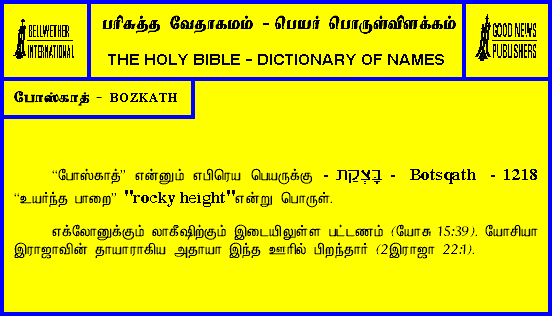 BELLWETHER
INTERNATIONAL
பரிசுத்த வேதாகமம் - பெயர் பொருள்விளக்கம்
THE HOLY BIBLE - DICTIONARY OF NAMES
GOOD NEWS
PUBLISHERS
போஸ்காத் - BOZKATH
“போஸ்காத்” என்னும் எபிரெய பெயருக்கு - בָּצְקַת - Botsqath - 1218
“உயர்ந்த பாறை” "rocky height"என்று பொருள்.
எக்லோனுக்கும் லாகீஷிற்கும் இடையிலுள்ள பட்டணம் (யோசு 15:39). யோசியா
இராஜாவின் தாயாராகிய அதாயா இந்த ஊரில் பிறந்தார் (2இராஜா 22:1).